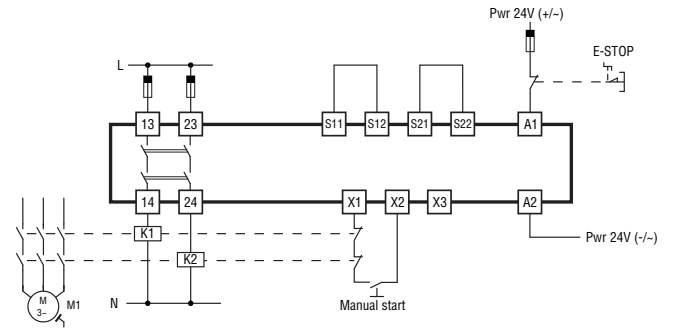 Pwr 24V (+/~)
E-STOP
L
13
23
S11
S12
S21
S22
A1
14
24
X1
X2
X3
A2
K1
K2
Pwr 24V (-/~)
M
3~
M1
N
Manual start